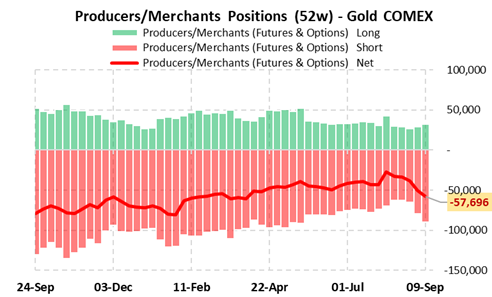 Producers/Merchants Positions (52w) - Gold COMEX
Producers/Merchants (Futures & Options) Long
Producers/Merchants (Futures & Options) Short
Producers/Merchants (Futures & Options) Net
100,000
50,000
-
-50,000
-57,696
-100,000
-150,000
24-Sep 03-Dec 11-Feb 22-Apr 01-Jul 09-Sep